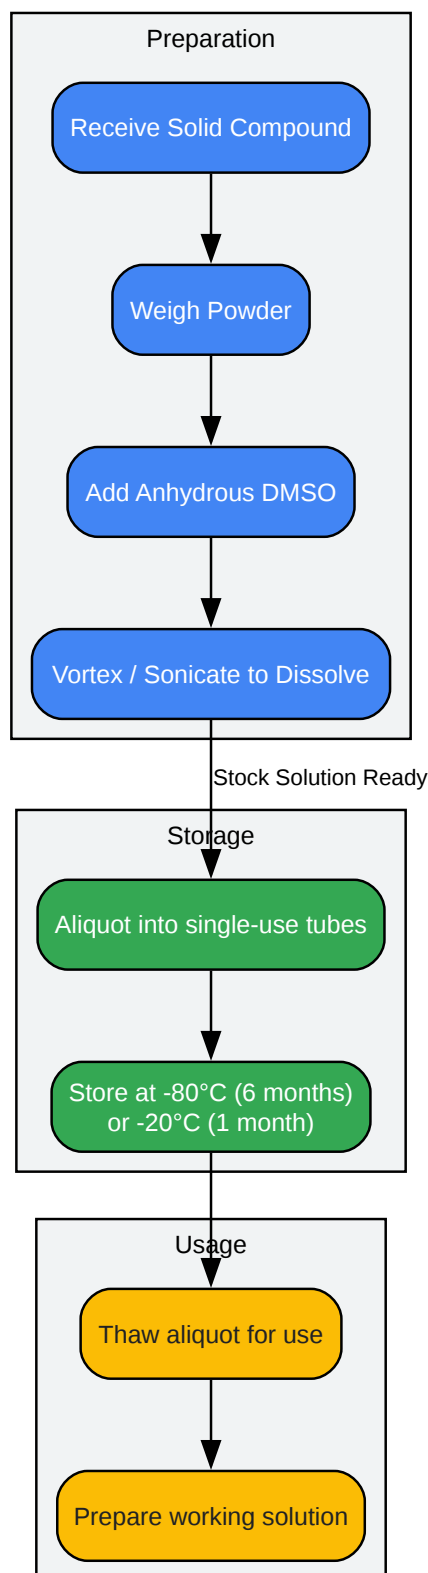 Preparation
Receive Solid Compound
Weigh Powder
Add Anhydrous DMSO
Vortex / Sonicate to Dissolve
Stock Solution Ready
Storage
Aliquot into single-use tubes
Store at -80°C (6 months)
or -20°C (1 month)
Usage
Thaw aliquot for use
Prepare working solution